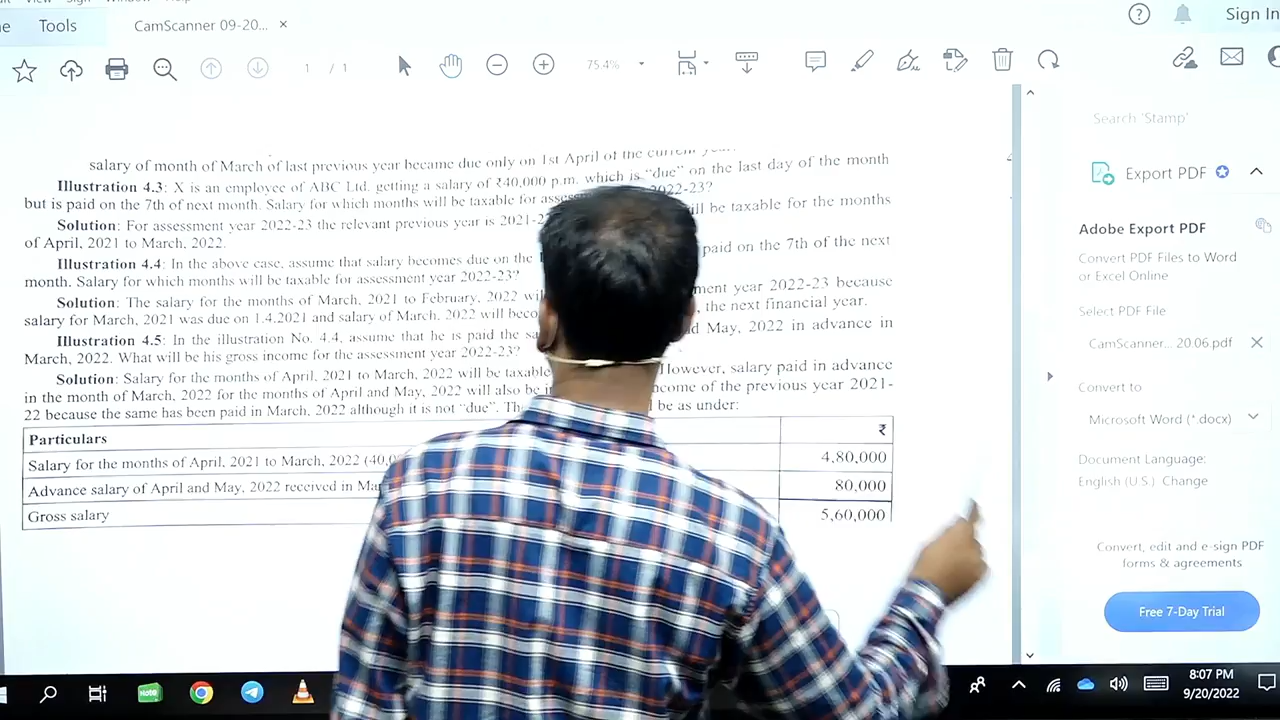 Tools
CamScanner 09-20... ×
Sign In
1 / 1
75.4%
Search 'Stamp'
salary of month of March of last previous year became due only on 1st April of the current
Illustration 4.3: X is an employee of ABC Ltd. getting a salary of ₹40,000 p.m. which is “due” on the last day of the month
but is paid on the 7th of next month. Salary for which months will be taxable for 2022-23?
Solution: For assessment year 2022-23 the relevant previous year is will be taxable for the months
of April, 2021 to March, 2022.
Illustration 4.4: In the above case, assume that salary becomes due on the paid on the 7th of the next
month. Salary for which months will be taxable for assessment year 2022-23?
Solution: The salary for the months of March, 2021 to February, 2022 year 2022-23 because
salary for March, 2021 was due on 1.4.2021 and salary of March, 2022 will , the next financial year.
Illustration 4.5: In the illustration No. 4.4, assume that he is paid the May, 2022 in advance in
March, 2022. What will be his gross income for the assessment year 2022-23?
Solution: Salary for the months of April, 2021 to March, 2022 will be taxable However, salary paid in advance
in the month of March, 2022 for the months of April and May, 2022 will also be income of the previous year 2021-
22 because the same has been paid in March, 2022 although it is not “due”. be as under:
Particulars ₹
Salary for the months of April, 2021 to March, 2022 4,80,000
Advance salary of April and May, 2022 received in 80,000
Gross salary 5,60,000
Export PDF
Adobe Export PDF
Convert PDF Files to Word
or Excel Online
Select PDF File
CamScanner... 20.06.pdf ×
Convert to
Microsoft Word (*.docx)
Document Language:
English (U.S.) Change
Convert, edit and e-sign PDF
forms & agreements
Free 7-Day Trial
Note
8:07 PM
9/20/2022